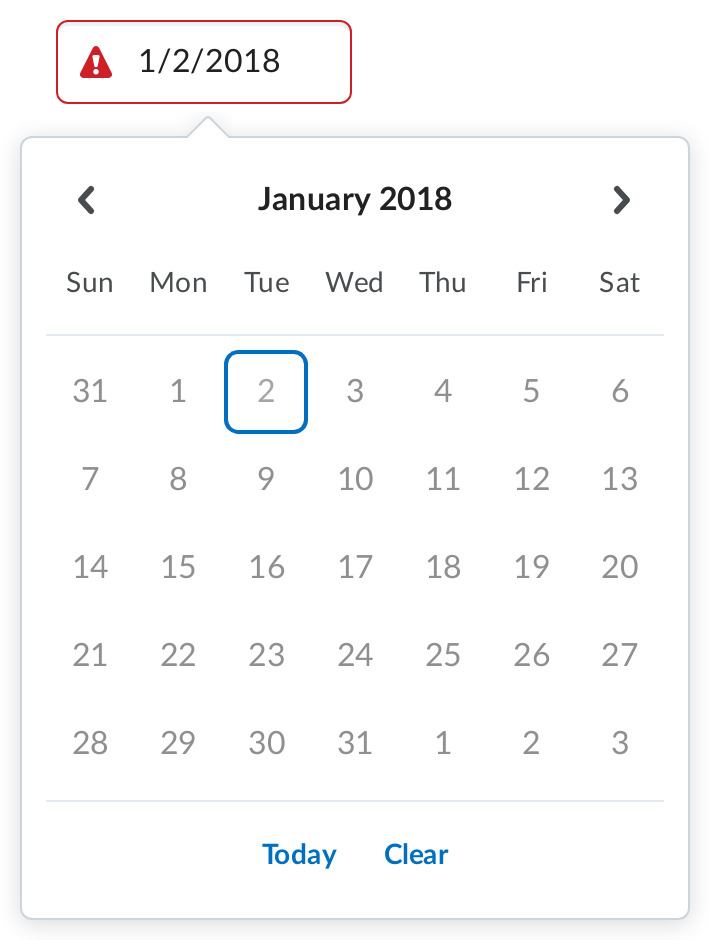 1/2/2018
January 2018
Sun Mon Tue Wed Thu Fri Sat
31 1 2 3 4 5 6
7 8 9 10 11 12 13
14 15 16 17 18 19 20
21 22 23 24 25 26 27
28 29 30 31 1 2 3
Today Clear